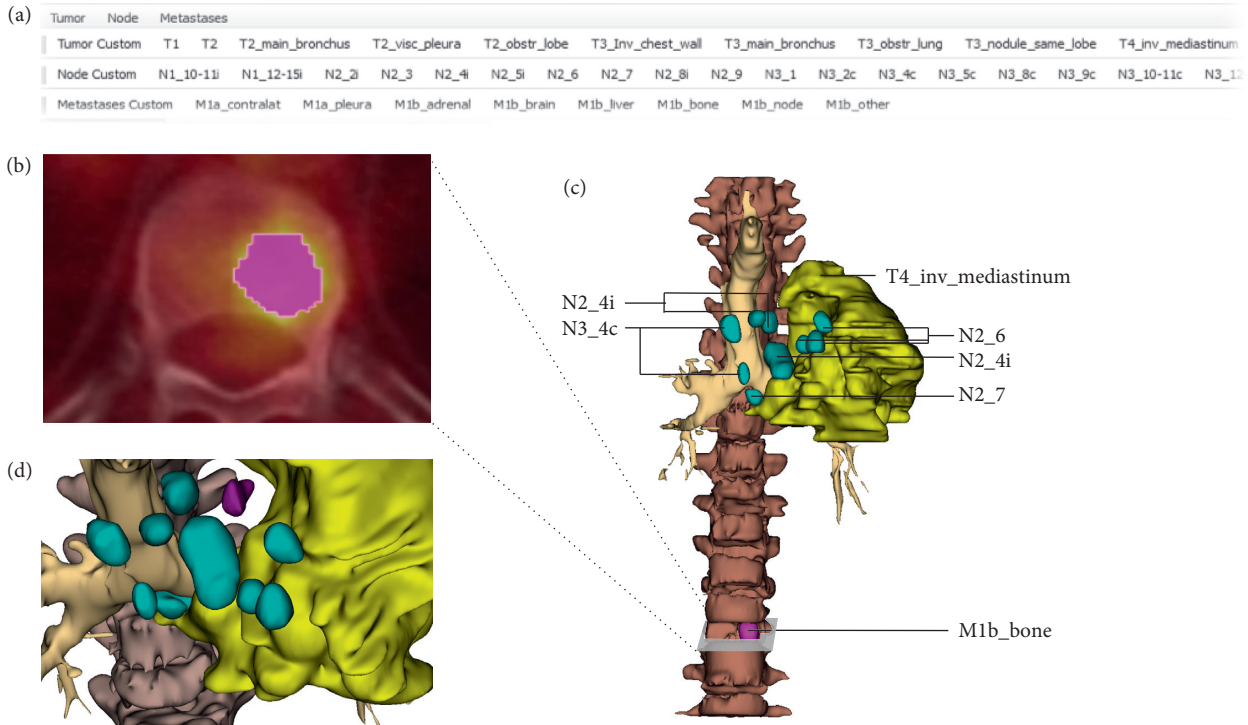 (a)
Tumor Node Metastases
Tumor Custom T1 T2 T2_main_bronchus T2_visc_pleura T2_obstr_lobe T3_Inv_chest_wall T3_main_bronchus T3_obstr_lung T3_nodule_same_lobe T4_inv_mediastinum
Node Custom N1_10-11i N1_12-15i N2_2i N2_3 N2_4i N2_5i N2_6 N2_7 N2_8i N2_9 N3_1 N3_2c N3_4c N3_5c N3_8c N3_9c N3_10-11c N3_12
Metastases Custom M1a_contralat M1a_pleura M1b_adrenal M1b_brain M1b_liver M1b_bone M1b_node M1b_other
(b)
(c)
T4_inv_mediastinum
N2_4i
N3_4c
N2_6
N2_4i
N2_7
M1b_bone
(d)